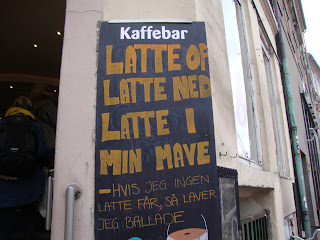 Kaffebar
LATTE OP
LATTE NED
LATTE I
MIN MAVE
-HVIS JEG INGEN
LATTE FÅR, SÅ LAVER
JEG BALLADE